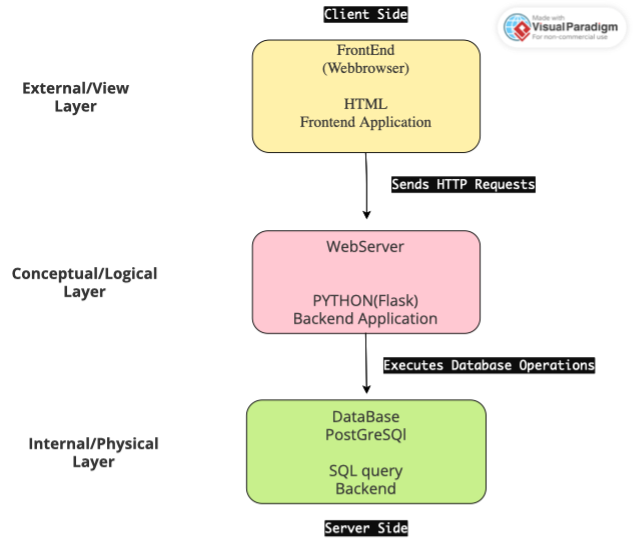 Client Side
Made with
VisualParadigm
For non-commercial use
FrontEnd
(Webbrowser)
HTML
Frontend Application
External/View
Layer
Sends HTTP Requests
WebServer
PYTHON(Flask)
Backend Application
Conceptual/Logical
Layer
Executes Database Operations
DataBase
PostGreSQl
SQL query
Backend
Internal/Physical
Layer
Server Side